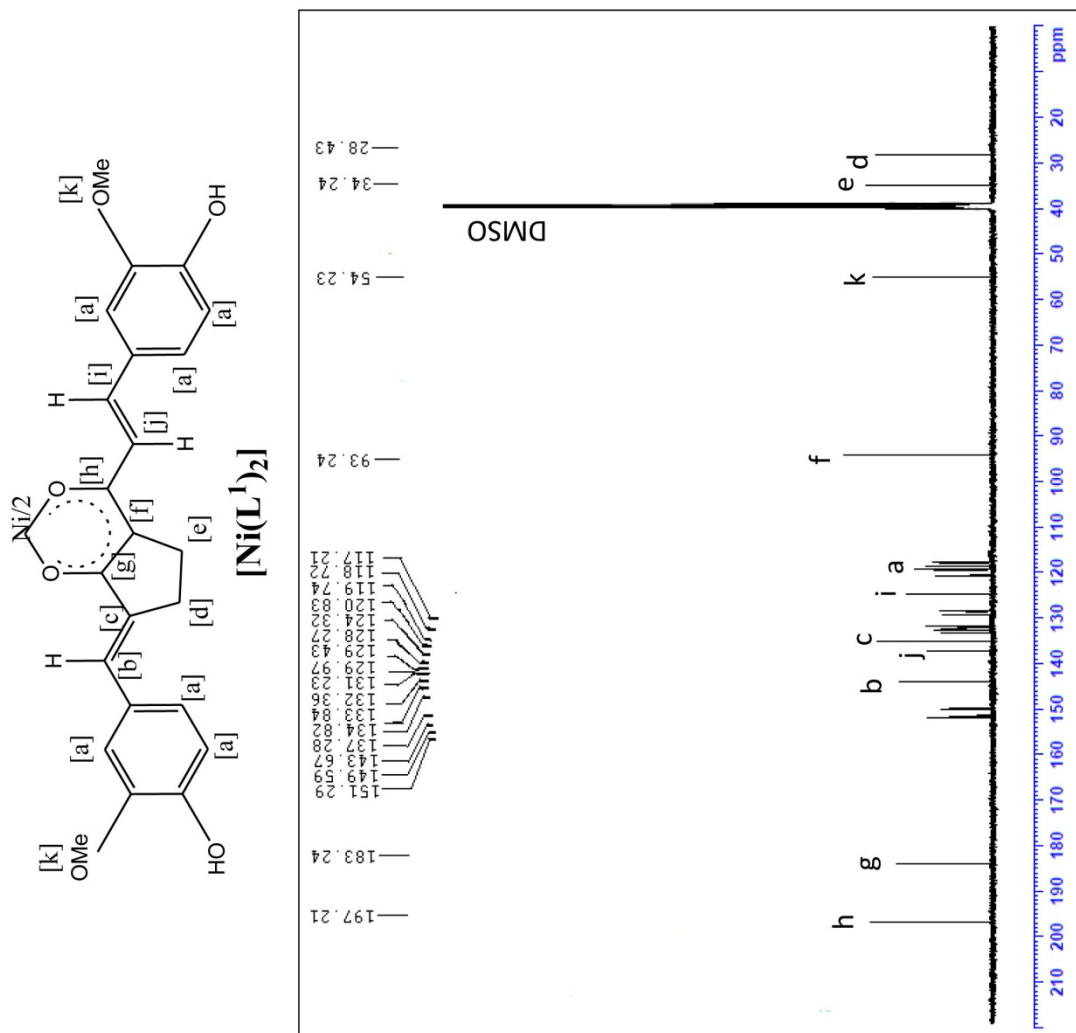 [k]
OMe
HO
[a]
[a]
[a]
H
[b]
[c]
[d]
[g]
O
Ni/2
O
[f]
[e]
[h]
H
[j]
H
[i]
[a]
[a]
[a]
[k]
OMe
OH
[Ni(L¹)₂]
197.21
183.24
151.29
149.59
143.67
137.28
134.82
133.84
132.36
131.23
129.97
129.43
128.27
124.32
120.83
119.74
118.72
117.21
93.24
54.23
34.24
28.43
DMSO
h
g
b
j
c
i
a
f
k
e
d
210
200
190
180
170
160
150
140
130
120
110
100
90
80
70
60
50
40
30
20
ppm